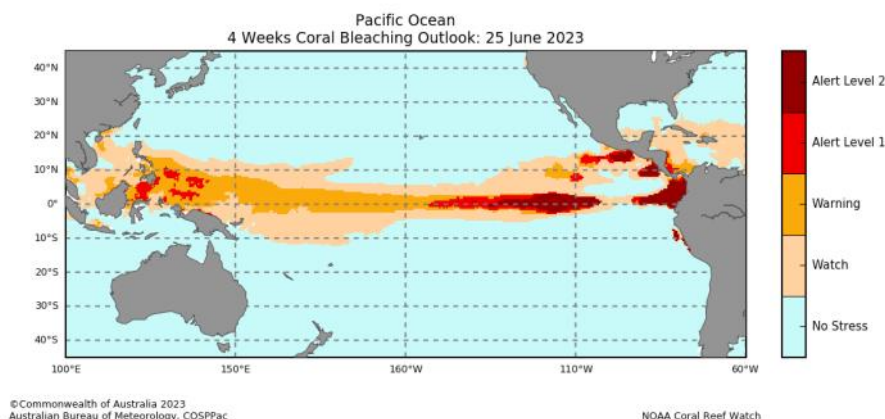 Pacific Ocean
4 Weeks Coral Bleaching Outlook: 25 June 2023
40°N
30°N
20°N
10°N
0°
10°S
20°S
30°S
40°S
100°E
150°E
160°W
110°W
60°W
Alert Level 2
Alert Level 1
Warning
Watch
No Stress
©Commonwealth of Australia 2023
Australian Bureau of Meteorology, COSPPac
NOAA Coral Reef Watch